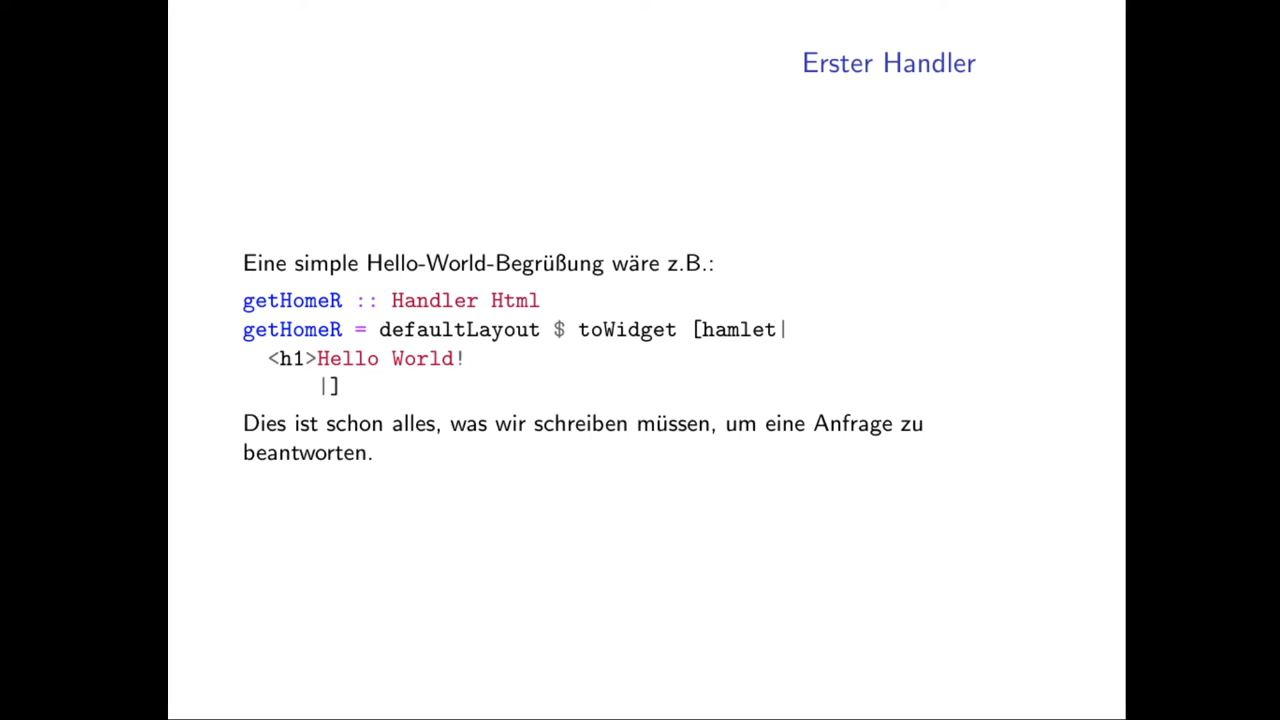 Erster Handler
Eine simple Hello-World-Begrüßung wäre z.B.:
getHomeR :: Handler Html
getHomeR = defaultLayout $ toWidget [hamlet|
<h1>Hello World!
|]
Dies ist schon alles, was wir schreiben müssen, um eine Anfrage zu
beantworten.